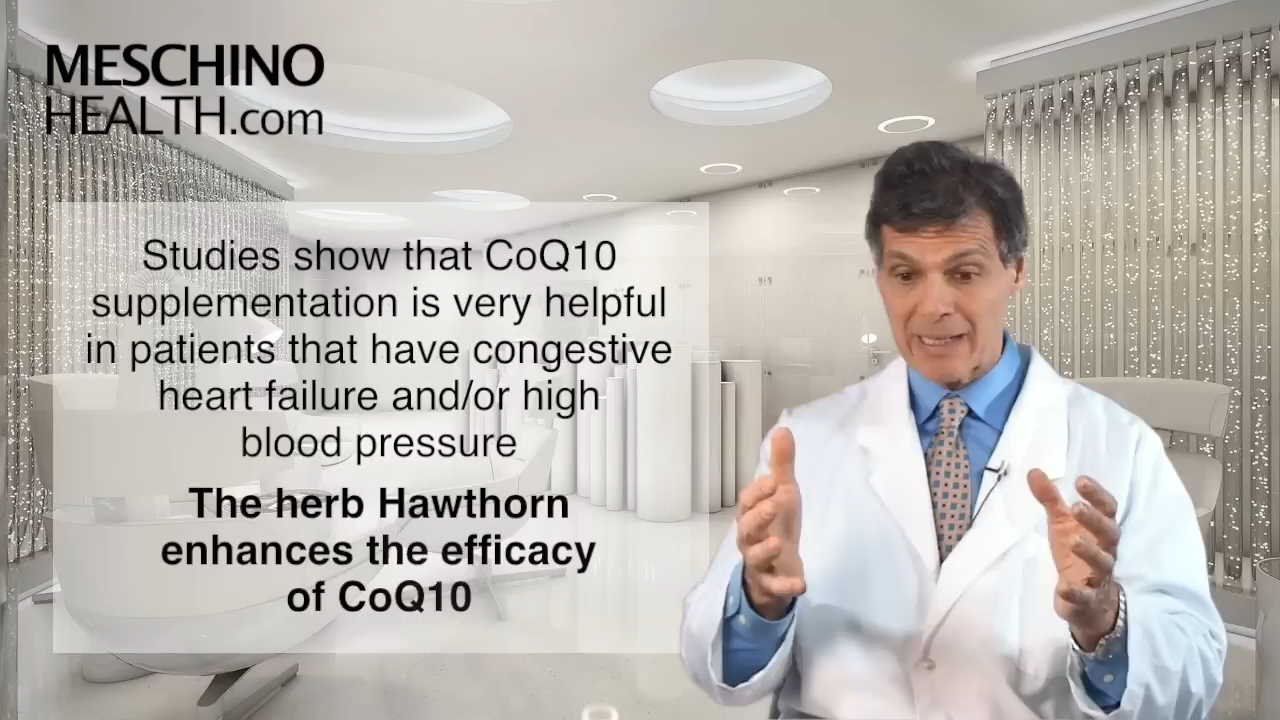 MESCHINO
HEALTH.com
Studies show that CoQ10
supplementation is very helpful
in patients that have congestive
heart failure and/or high
blood pressure
The herb Hawthorn
enhances the efficacy
of CoQ10